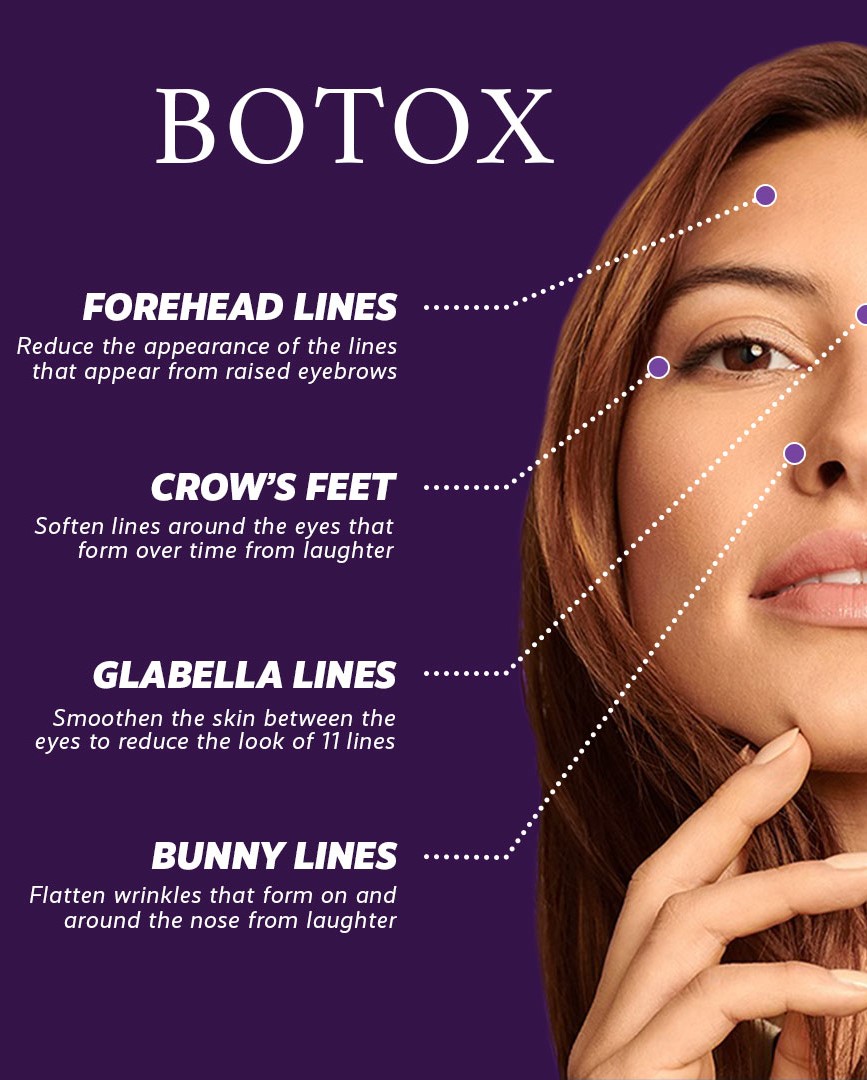 BOTOX
FOREHEAD LINES
Reduce the appearance of the lines
that appear from raised eyebrows
CROW’S FEET
Soften lines around the eyes that
form over time from laughter
GLABELLA LINES
Smoothen the skin between the
eyes to reduce the look of 11 lines
BUNNY LINES
Flatten wrinkles that form on and
around the nose from laughter